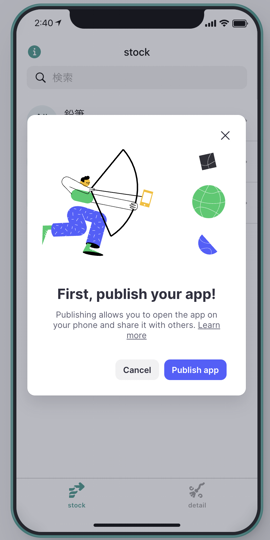 2:40
stock
検索
鉛筆
First, publish your app!
Publishing allows you to open the app on
your phone and share it with others. Learn
more
Cancel
Publish app
stock
detail